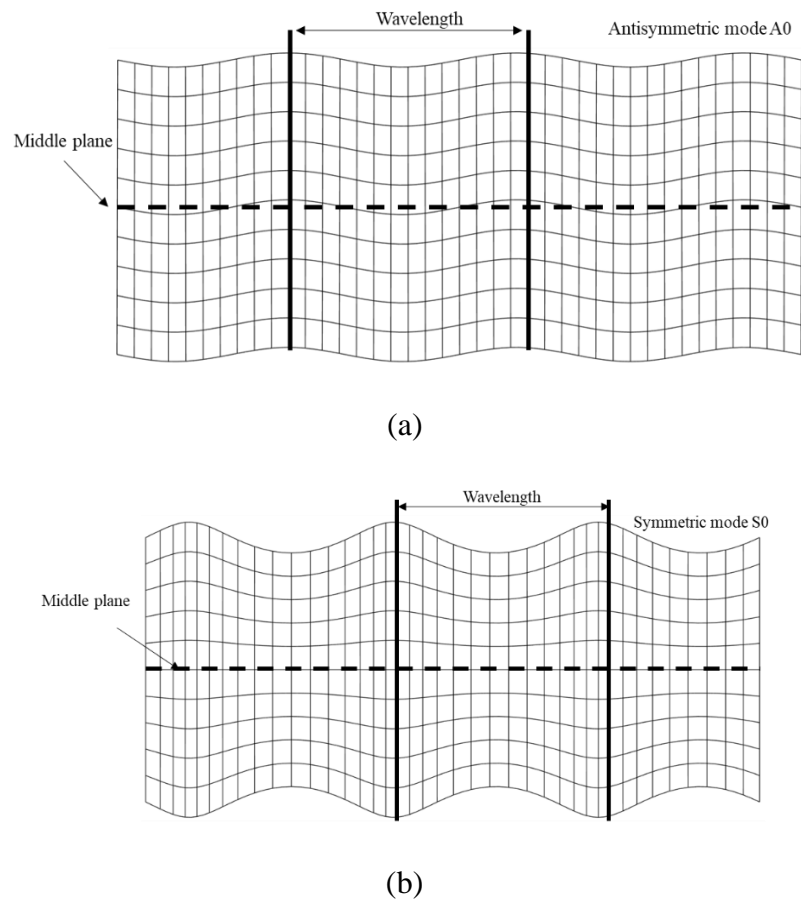 Wavelength
Antisymmetric mode A0
Middle plane
(a)
Wavelength
Symmetric mode S0
Middle plane
(b)